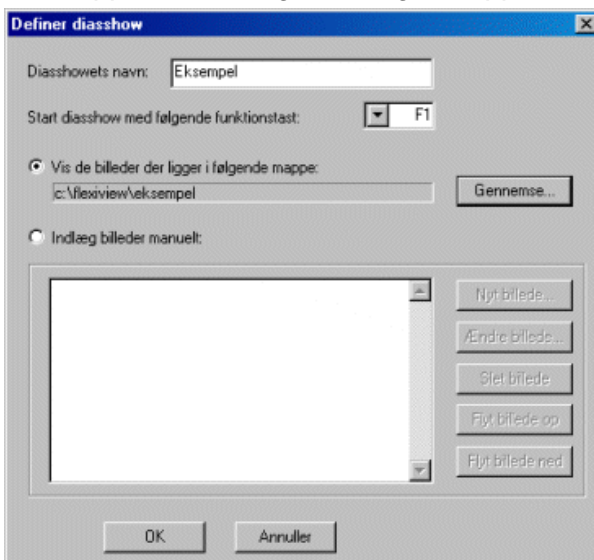 Definer diasshow
Diasshowets navn: Eksempel
Start diasshow med følgende funktionstast: F1
Vis de billeder der ligger i følgende mappe:
c:\flexiview\eksempel
Gennemse...
Indlæg billeder manuelt:
Nyt billede...
Ændre billede...
Slet billede
Flyt billede op
Flyt billede ned
OK Annuller